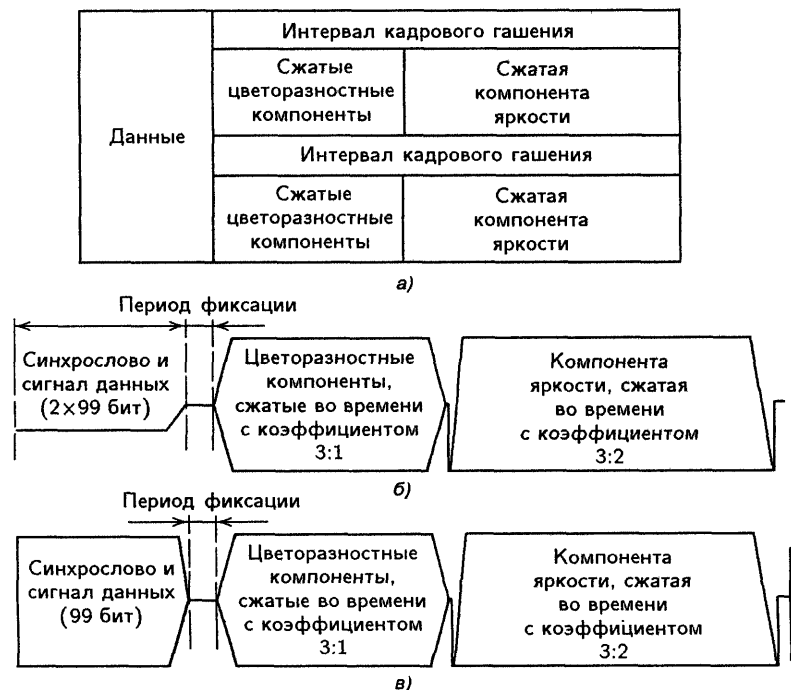 Интервал кадрового гашения
Сжатые
цветоразностные
компоненты
Сжатая
компонента
яркости
Данные
Интервал кадрового гашения
Сжатые
цветоразностные
компоненты
Сжатая
компонента
яркости
а)
Период фиксации
Синхрослово и
сигнал данных
(2×99 бит)
Цветоразностные
компоненты,
сжатые во времени
с коэффициентом
3:1
Компонента
яркости, сжатая
во времени
с коэффициентом
3:2
б)
Период фиксации
Синхрослово и
сигнал данных
(99 бит)
Цветоразностные
компоненты,
сжатые во времени
с коэффициентом
3:1
Компонента
яркости, сжатая
во времени
с коэффициентом
3:2
в)